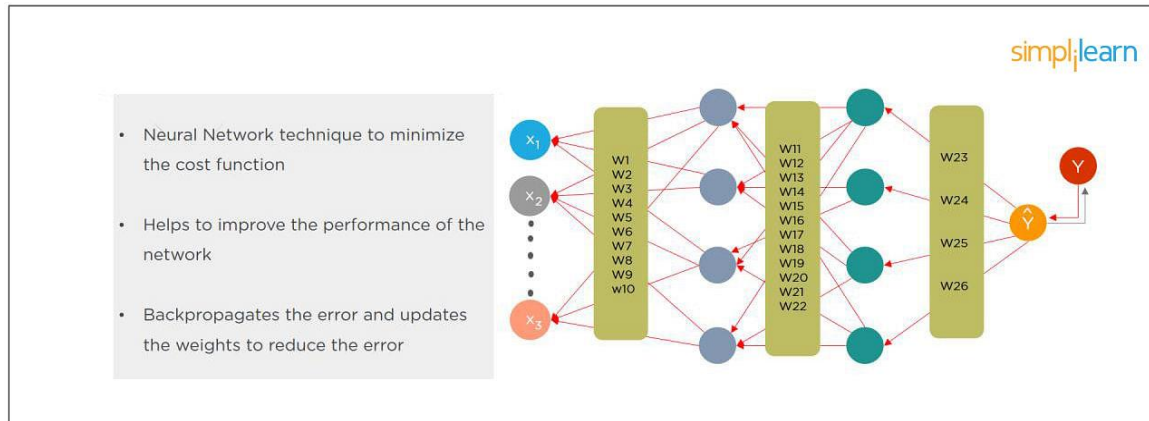 simplilearn
• Neural Network technique to minimize
the cost function
• Helps to improve the performance of the
network
• Backpropagates the error and updates
the weights to reduce the error
x1
x2
x3
W1
W2
W3
W4
W5
W6
W7
W8
W9
w10
W11
W12
W13
W14
W15
W16
W17
W18
W19
W20
W21
W22
W23
W24
W25
W26
Ŷ
Y